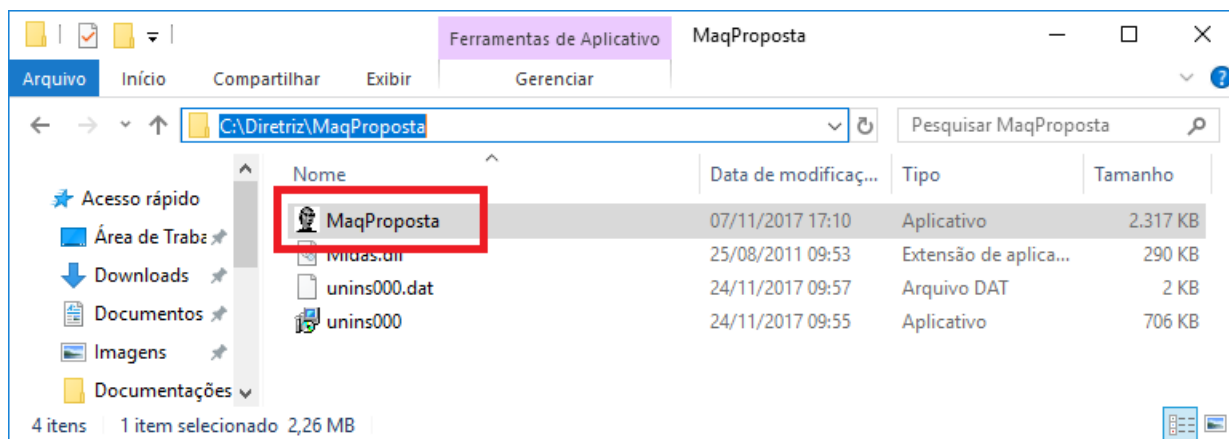 Ferramentas de Aplicativo MaqProposta
Arquivo Início Compartilhar Exibir Gerenciar
C:\Diretriz\MaqProposta Pesquisar MaqProposta
Nome Data de modificaç... Tipo Tamanho
Acesso rápido
MaqProposta 07/11/2017 17:10 Aplicativo 2.317 KB
Área de Traba
Midas.dll 25/08/2011 09:53 Extensão de aplica... 290 KB
Downloads
unins000.dat 24/11/2017 09:57 Arquivo DAT 2 KB
Documentos
unins000 24/11/2017 09:55 Aplicativo 706 KB
Imagens
Documentações
4 itens 1 item selecionado 2,26 MB